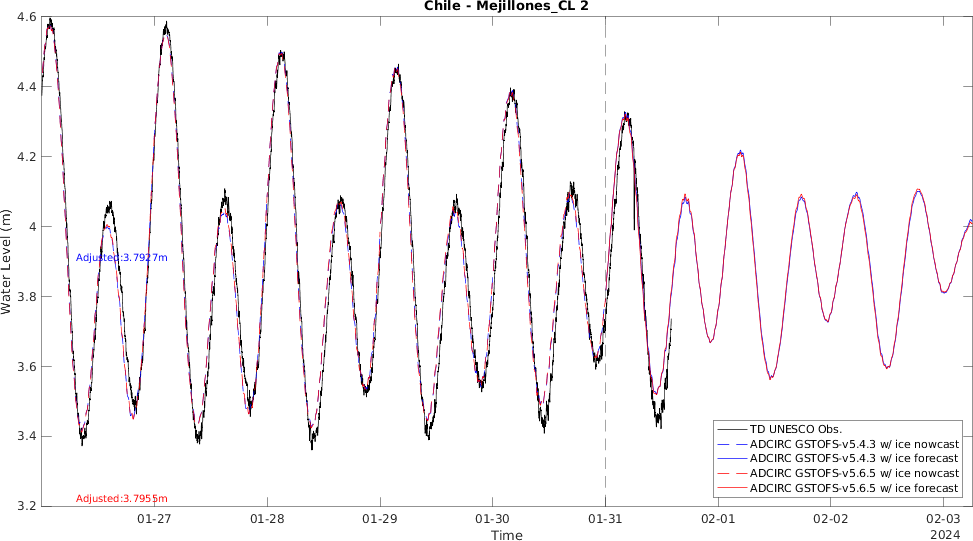 Chile - Mejillones_CL 2
4.6
4.4
4.2
4
3.8
3.6
3.4
3.2
Water Level (m)
Adjusted:3.7927m
Adjusted:3.7955m
TD UNESCO Obs.
ADCIRC GSTOFS-v5.4.3 w/ ice nowcast
ADCIRC GSTOFS-v5.4.3 w/ ice forecast
ADCIRC GSTOFS-v5.6.5 w/ ice nowcast
ADCIRC GSTOFS-v5.6.5 w/ ice forecast
01-27 01-28 01-29 01-30 01-31 02-01 02-02 02-03
2024
Time